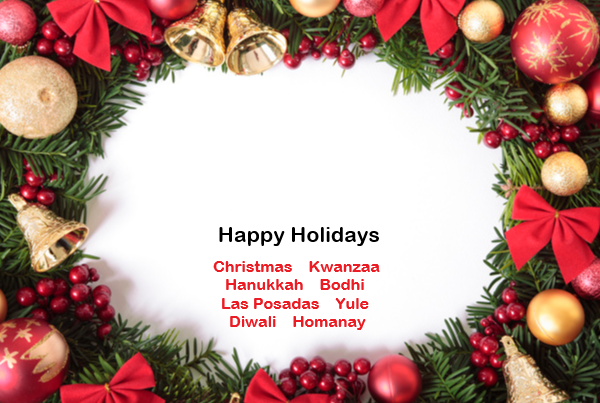 Happy Holidays
Christmas Kwanzaa
Hanukkah Bodhi
Las Posadas Yule
Diwali Homanay